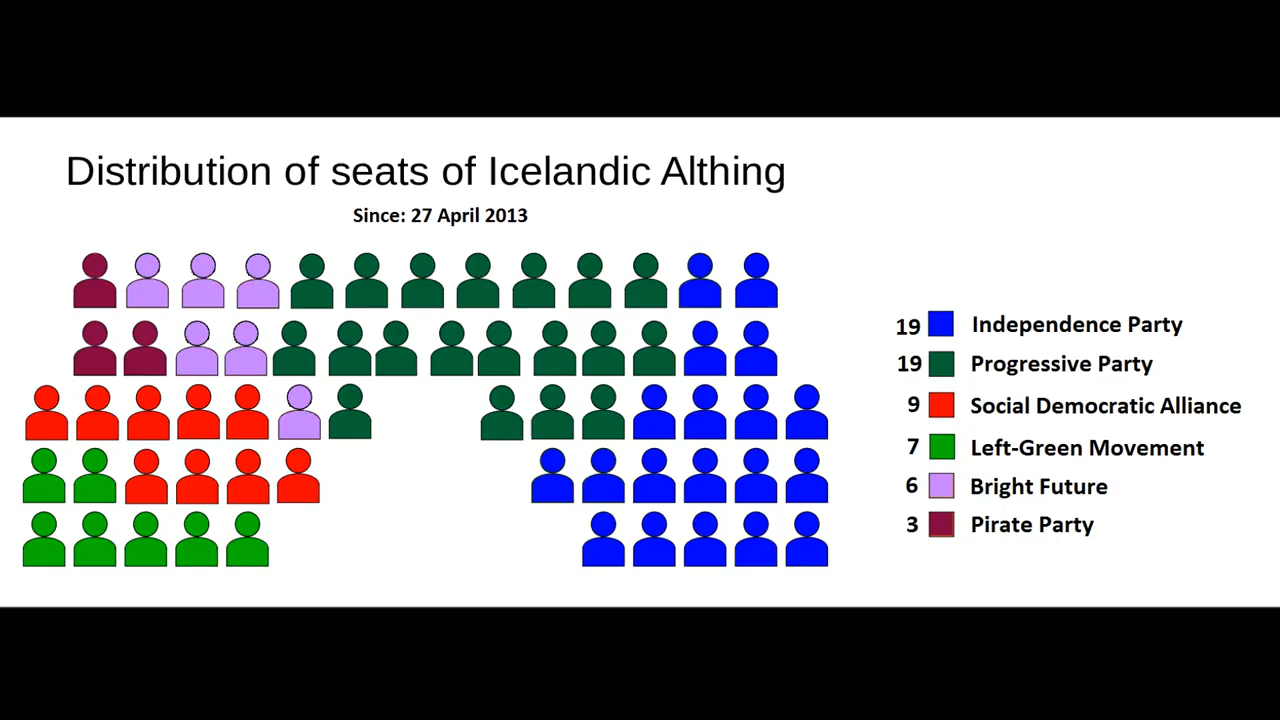 Distribution of seats of Icelandic Althing
Since: 27 April 2013
19 Independence Party
19 Progressive Party
9 Social Democratic Alliance
7 Left-Green Movement
6 Bright Future
3 Pirate Party